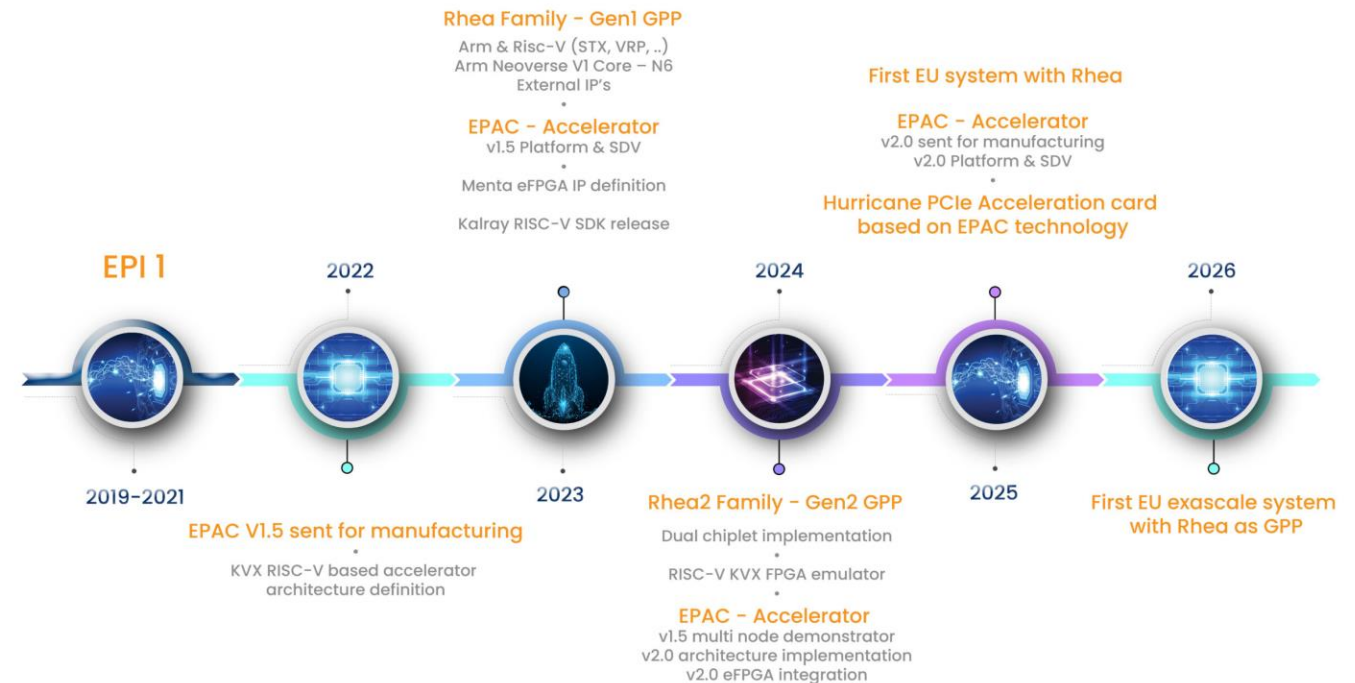 Rhea Family - Gen1 GPP
Arm & Risc-V (STX, VRP, ..)
Arm Neoverse V1 Core – N6
External IP's
EPAC - Accelerator
v1.5 Platform & SDV
Menta eFPGA IP definition
Kalray RISC-V SDK release
First EU system with Rhea
EPAC - Accelerator
v2.0 sent for manufacturing
v2.0 Platform & SDV
Hurricane PCIe Acceleration card
based on EPAC technology
EPI 1
2022
2024
2026
2019-2021
2023
2025
EPAC V1.5 sent for manufacturing
KVX RISC-V based accelerator
architecture definition
Rhea2 Family - Gen2 GPP
Dual chiplet implementation
RISC-V KVX FPGA emulator
EPAC - Accelerator
v1.5 multi node demonstrator
v2.0 architecture implementation
v2.0 eFPGA integration
First EU exascale system
with Rhea as GPP